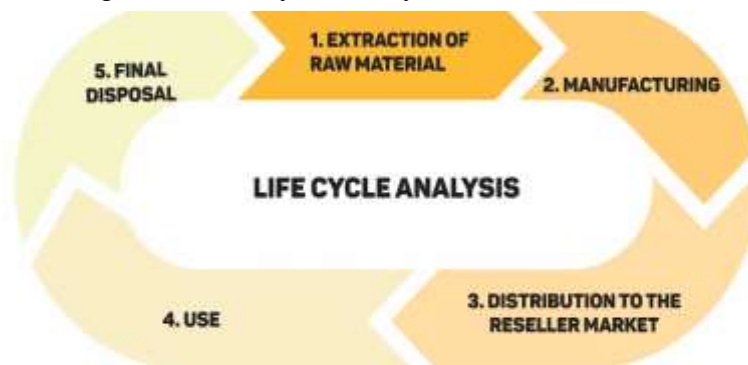 1. EXTRACTION OF
RAW MATERIAL
2. MANUFACTURING
3. DISTRIBUTION TO THE
RESELLER MARKET
4. USE
5. FINAL
DISPOSAL
LIFE CYCLE ANALYSIS